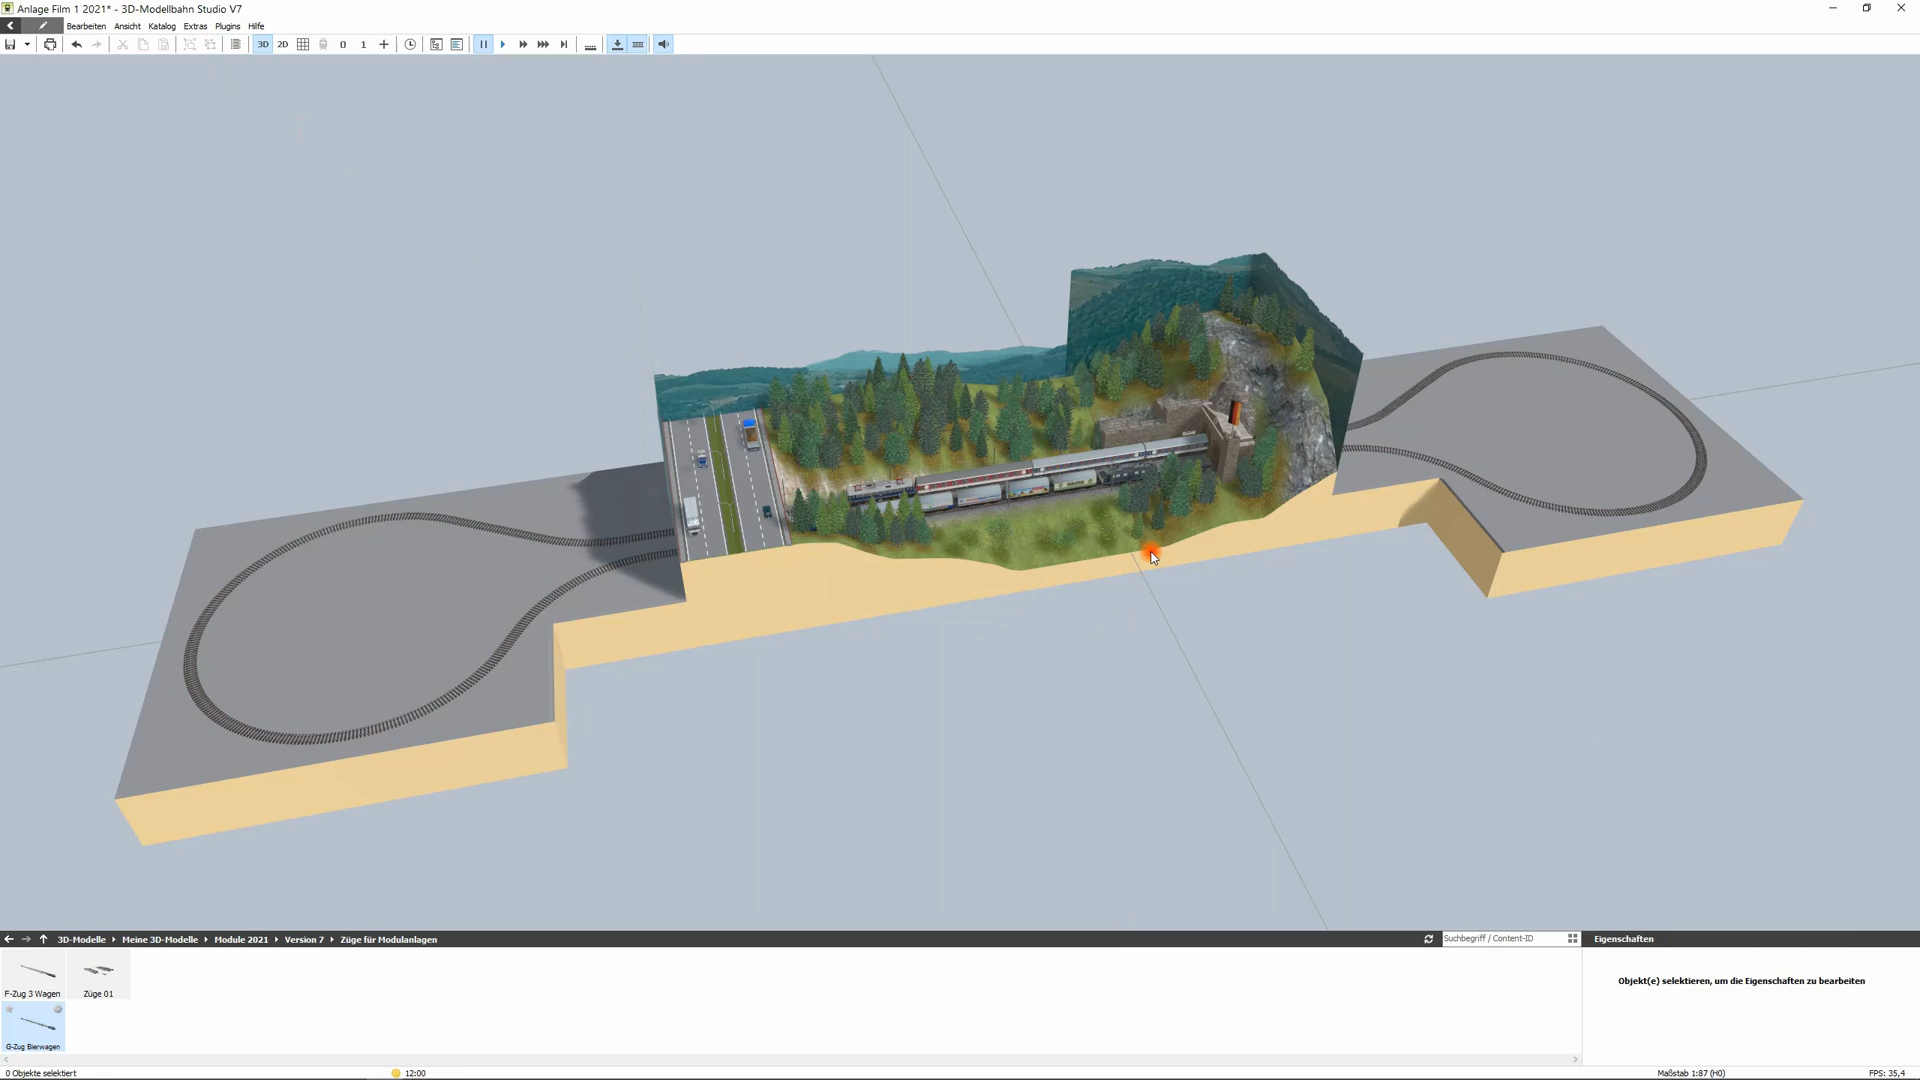 Anlage Film 1 2021* - 3D-Modellbahn Studio V7
Bearbeiten Ansicht Katalog Extras Plugins Hilfe
3D 2D 0 1
3D-Modelle Meine 3D-Modelle Module 2021 Version 7 Züge für Modulanlagen
Suchbegriff / Content-ID
Eigenschaften
F-Zug 3 Wagen
Züge 01
G-Zug Bierwagen
Objekt(e) selektieren, um die Eigenschaften zu bearbeiten
0 Objekte selektiert
12:00
Maßstab 1:87 (H0)
FPS: 35,4